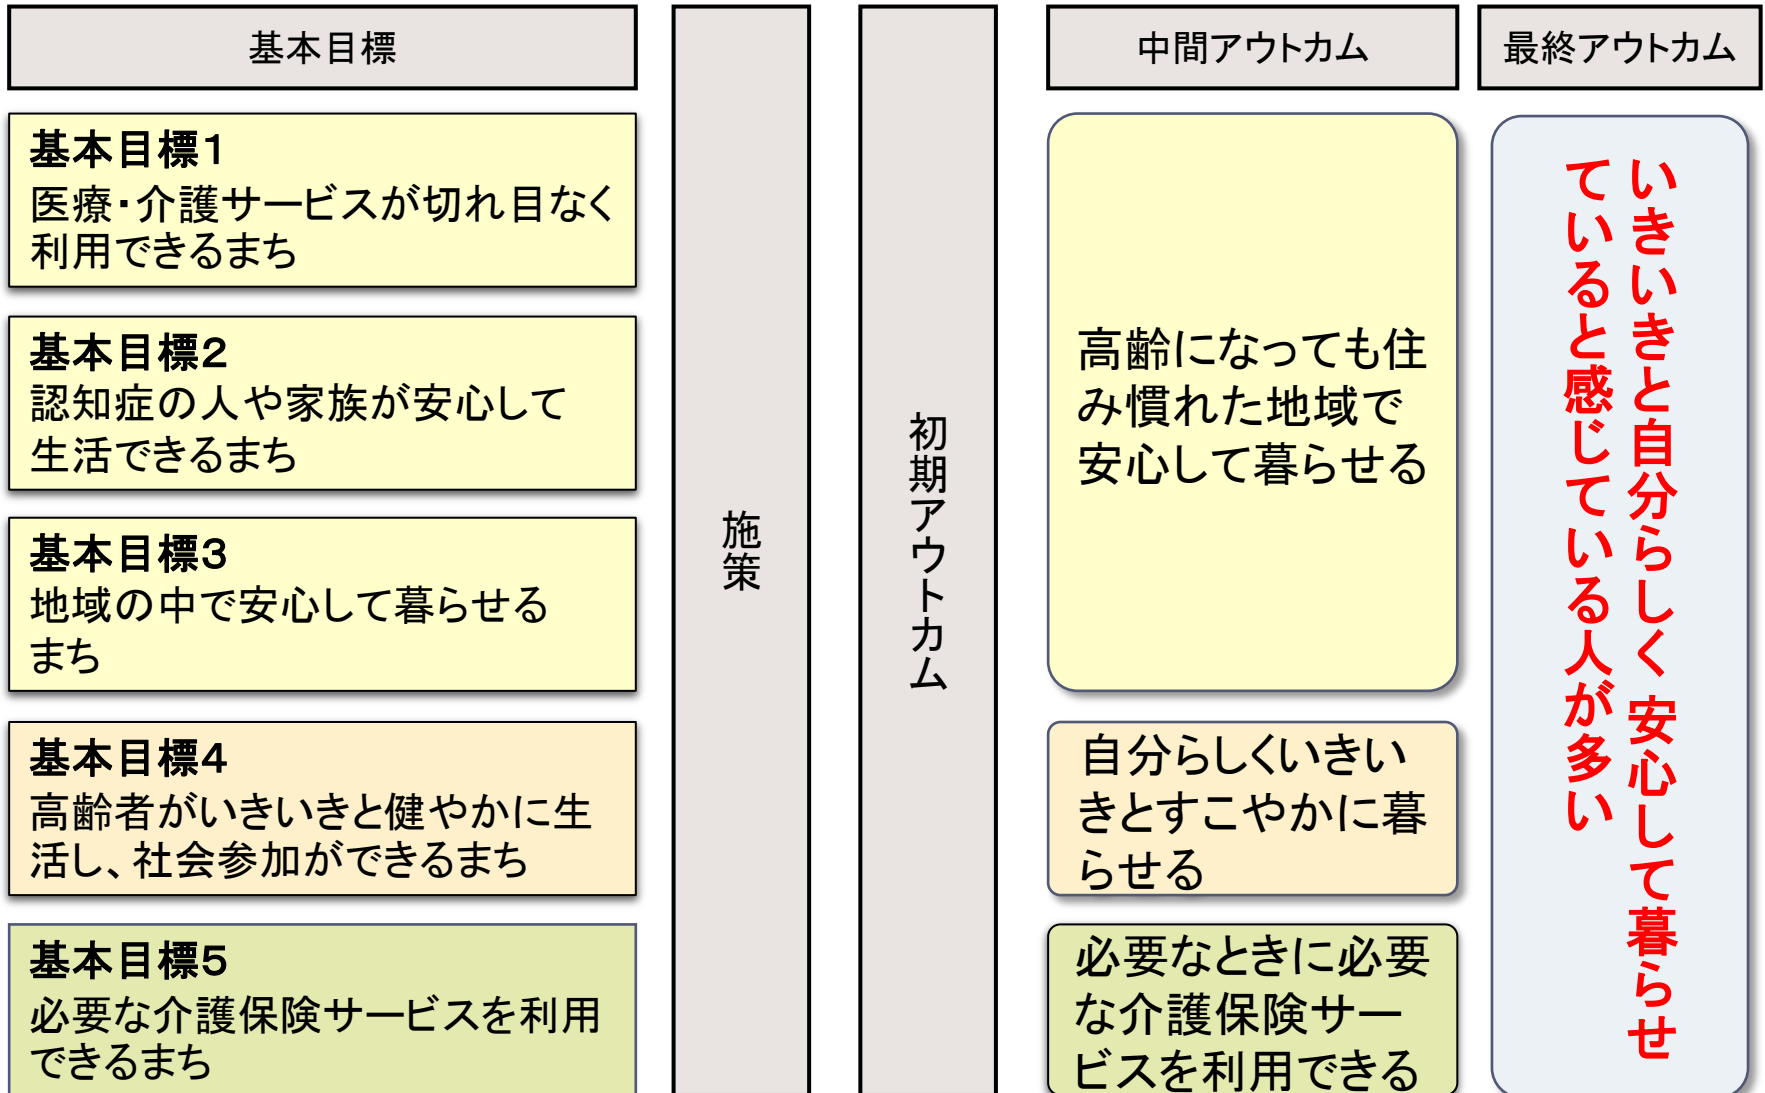 基本目標
基本目標1
医療・介護サービスが切れ目なく
利用できるまち
基本目標2
認知症の人や家族が安心して
生活できるまち
基本目標3
地域の中で安心して暮らせる
まち
基本目標4
高齢者がいきいきと健やかに生
活し、社会参加ができるまち
基本目標5
必要な介護保険サービスを利用
できるまち
施策
初期アウトカム
中間アウトカム
高齢になっても住
み慣れた地域で
安心して暮らせる
自分らしくいきい
きとすこやかに暮
らせる
必要なときに必要
な介護保険サー
ビスを利用できる
最終アウトカム
いきいきと自分らしく 安心して暮らせ
ていると感じている人が多い